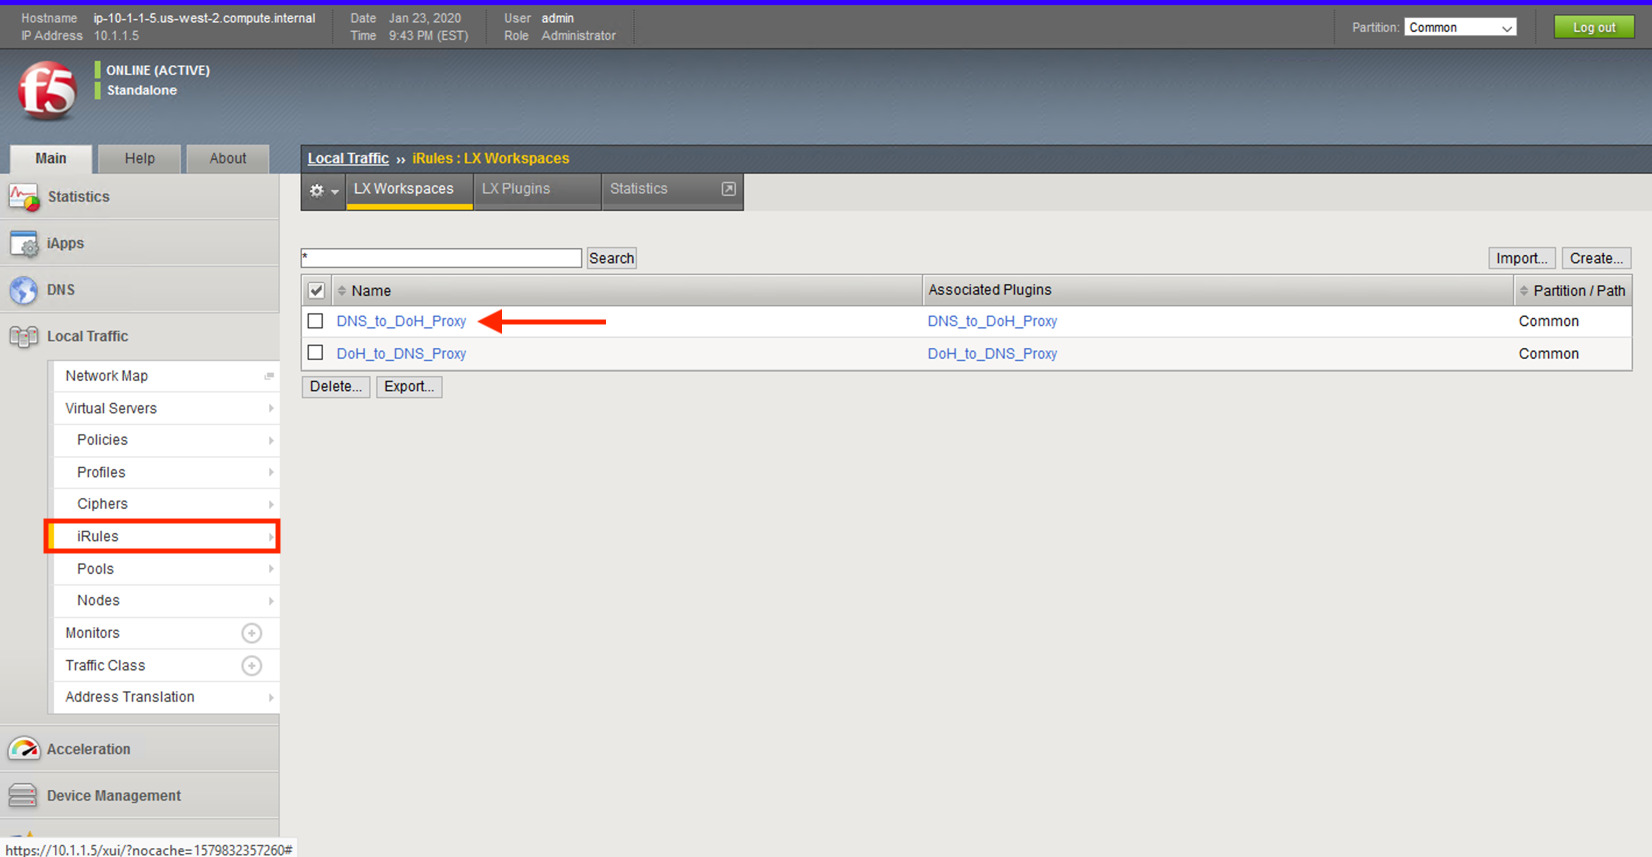 Hostname ip-10-1-1-5.us-west-2.compute.internal Date Jan 23, 2020 User admin
IP Address 10.1.1.5 Time 9:43 PM (EST) Role Administrator
Partition: Common Log out
f5
ONLINE (ACTIVE)
Standalone
Main Help About
Local Traffic ›› iRules : LX Workspaces
LX Workspaces LX Plugins Statistics
Statistics
iApps
DNS
Local Traffic
Network Map
Virtual Servers
Policies
Profiles
Ciphers
iRules
Pools
Nodes
Monitors
Traffic Class
Address Translation
Acceleration
Device Management
* Search Import... Create...
Name Associated Plugins Partition / Path
DNS_to_DoH_Proxy DNS_to_DoH_Proxy Common
DoH_to_DNS_Proxy DoH_to_DNS_Proxy Common
Delete... Export...
https://10.1.1.5/xui/?nocache=1579832357260#